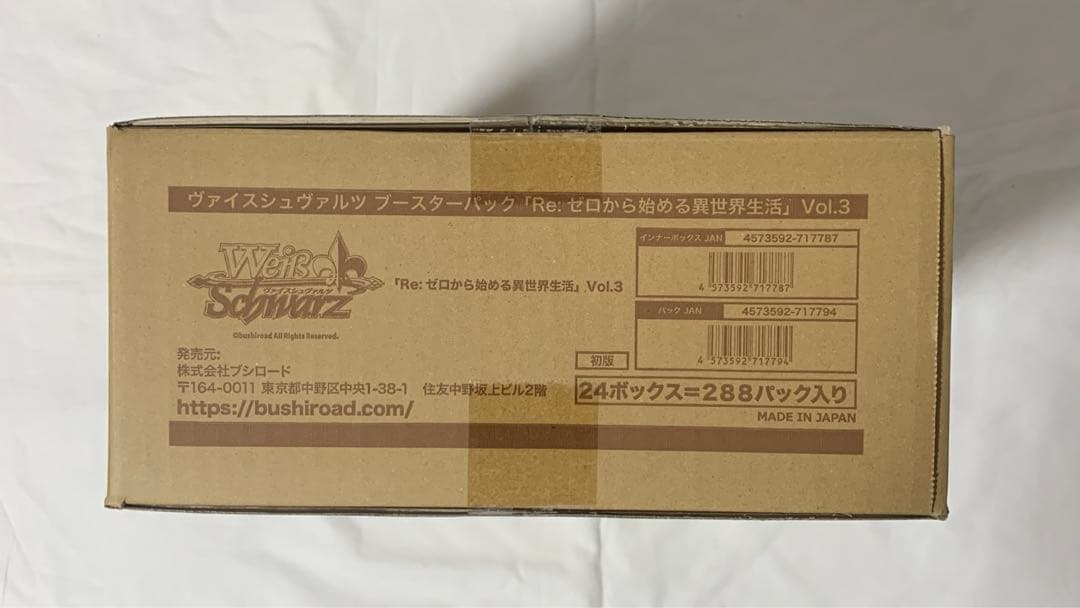 ヴァイスシュヴァルツ ブースターパック「Re: ゼロから始める異世界生活」Vol.3
Weiß
ヴァイスシュヴァルツ
Schwarz
©bushiroad All Rights Reserved.
「Re: ゼロから始める異世界生活」Vol.3
インナーボックス JAN 4573592-717787
4 573592 717787
パック JAN 4573592-717794
4 573592 717794
発売元:
株式会社ブシロード
〒164-0011 東京都中野区中央1-38-1 住友中野坂上ビル2階
https://bushiroad.com/
初版
24ボックス=288パック入り
MADE IN JAPAN